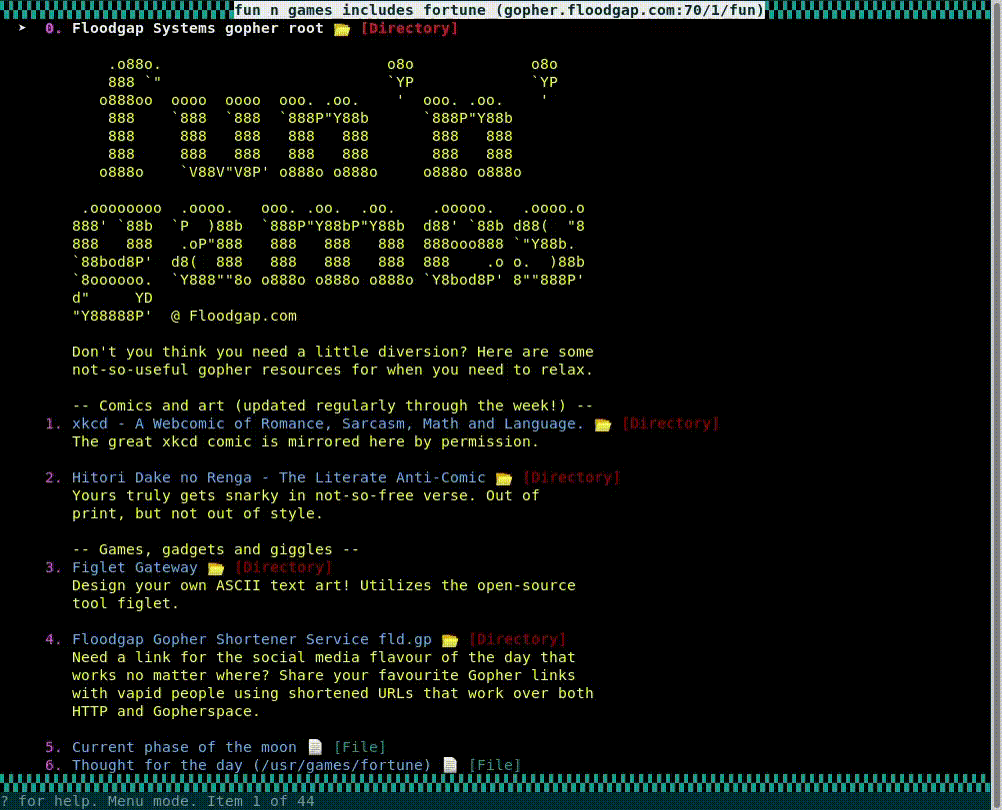 fun n games includes fortune (gopher.floodgap.com:70/1/fun)
➤  0. Floodgap Systems gopher root 📂 [Directory]
            .o88o.                         o8o             o8o
            888 `"                         `YP             `YP
           o888oo  oooo  oooo  ooo. .oo.    '  ooo. .oo.    '
            888    `888  `888  `888P"Y88b      `888P"Y88b
            888     888   888   888   888       888   888
            888     888   888   888   888       888   888
           o888o    `V88V"V8P' o888o o888o     o888o o888o
         .oooooooo  .oooo.   ooo. .oo.  .oo.    .ooooo.   .oooo.o
        888' `88b  `P  )88b  `888P"Y88bP"Y88b  d88' `88b d88(  "8
        888   888   .oP"888   888   888   888  888ooo888 `"Y88b.
        `88bod8P'  d8(  888   888   888   888  888    .o o.  )88b
        `8oooooo.  `Y888""8o o888o o888o o888o `Y8bod8P' 8""888P'
        d"     YD
        "Y88888P'  @ Floodgap.com
Don't you think you need a little diversion? Here are some
not-so-useful gopher resources for when you need to relax.
-- Comics and art (updated regularly through the week!) --
1. xkcd - A Webcomic of Romance, Sarcasm, Math and Language. 📂 [Directory]
The great xkcd comic is mirrored here by permission.
2. Hitori Dake no Renga - The Literate Anti-Comic 📂 [Directory]
Yours truly gets snarky in not-so-free verse. Out of
print, but not out of style.
-- Games, gadgets and giggles --
3. Figlet Gateway 📂 [Directory]
Design your own ASCII text art! Utilizes the open-source
tool figlet.
4. Floodgap Gopher Shortener Service fld.gp 📂 [Directory]
Need a link for the social media flavour of the day that
works no matter where? Share your favourite Gopher links
with vapid people using shortened URLs that work over both
HTTP and Gopherspace.
5. Current phase of the moon 📄 [File]
6. Thought for the day (/usr/games/fortune) 📄 [File]
? for help. Menu mode. Item 1 of 44